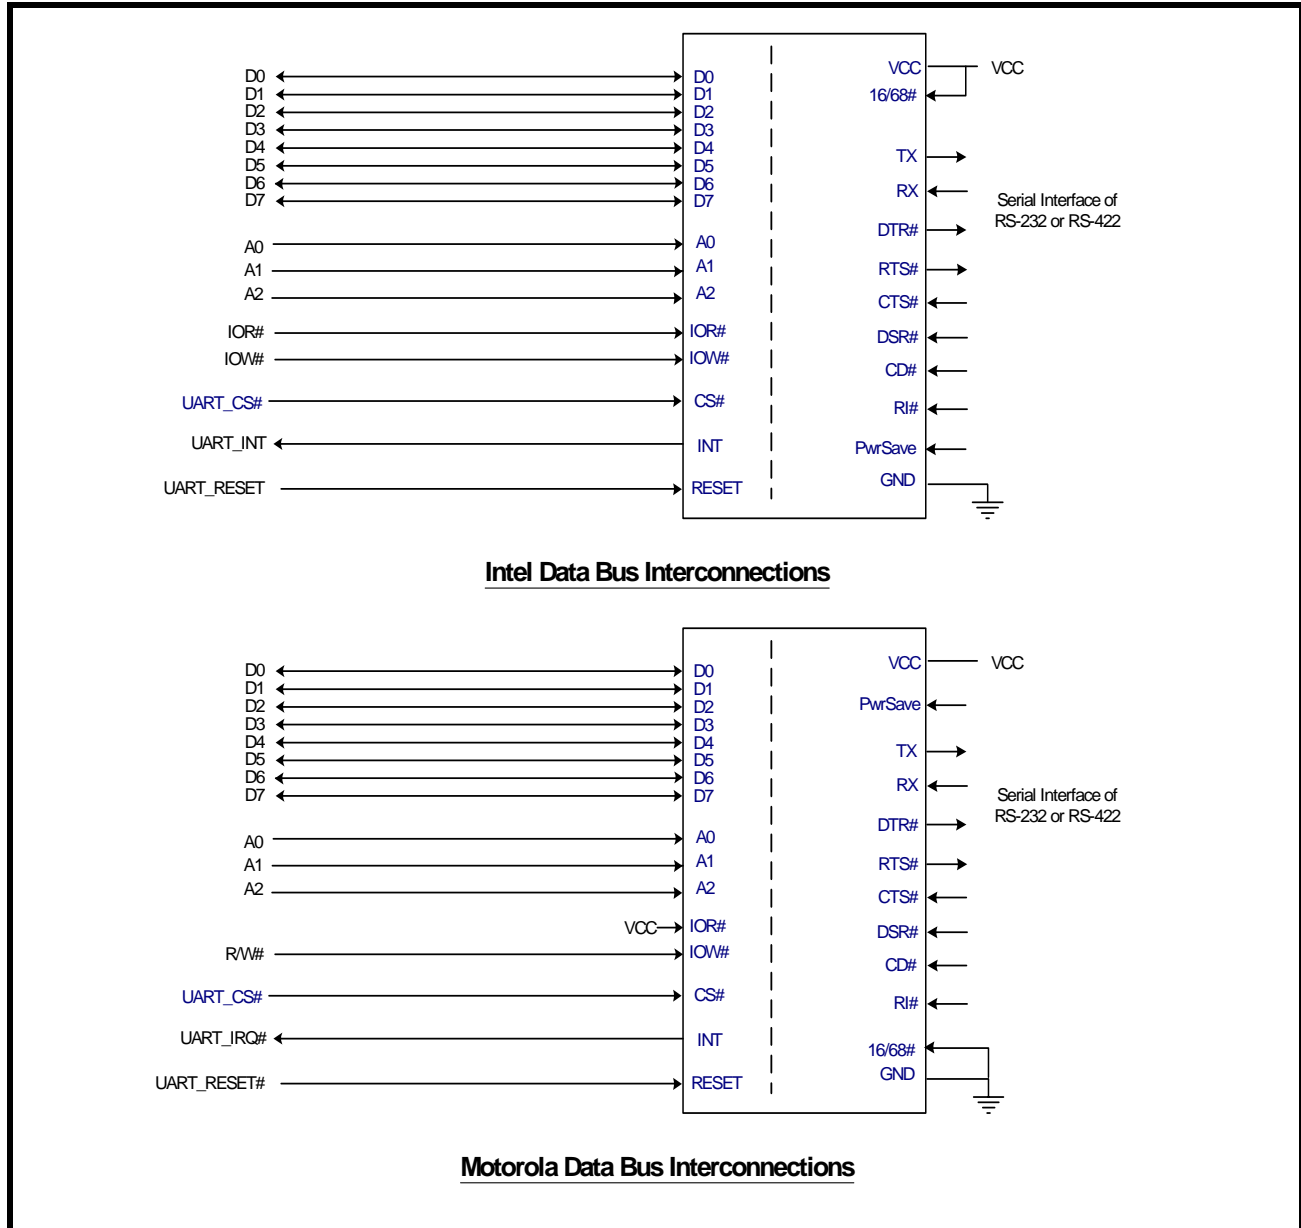 D0 D0 VCC VCC
D1 D1 16/68#
D2 D2
D3 D3
D4 D4 TX
D5 D5
D6 D6 RX
D7 D7 Serial Interface of
RS-232 or RS-422
DTR#
A0 A0
A1 A1 RTS#
A2 A2 CTS#
IOR# IOR# DSR#
IOW# IOW# CD#
UART_CS# CS# RI#
UART_INT INT PwrSave
UART_RESET RESET GND
Intel Data Bus Interconnections
D0 D0 VCC VCC
D1 D1
D2 D2 PwrSave
D3 D3
D4 D4 TX
D5 D5
D6 D6 RX
D7 D7 Serial Interface of
RS-232 or RS-422
DTR#
A0 A0
A1 A1 RTS#
A2 A2 CTS#
VCC IOR# DSR#
R/W# IOW# CD#
UART_CS# CS# RI#
UART_IRQ# INT 16/68#
GND
UART_RESET# RESET
Motorola Data Bus Interconnections